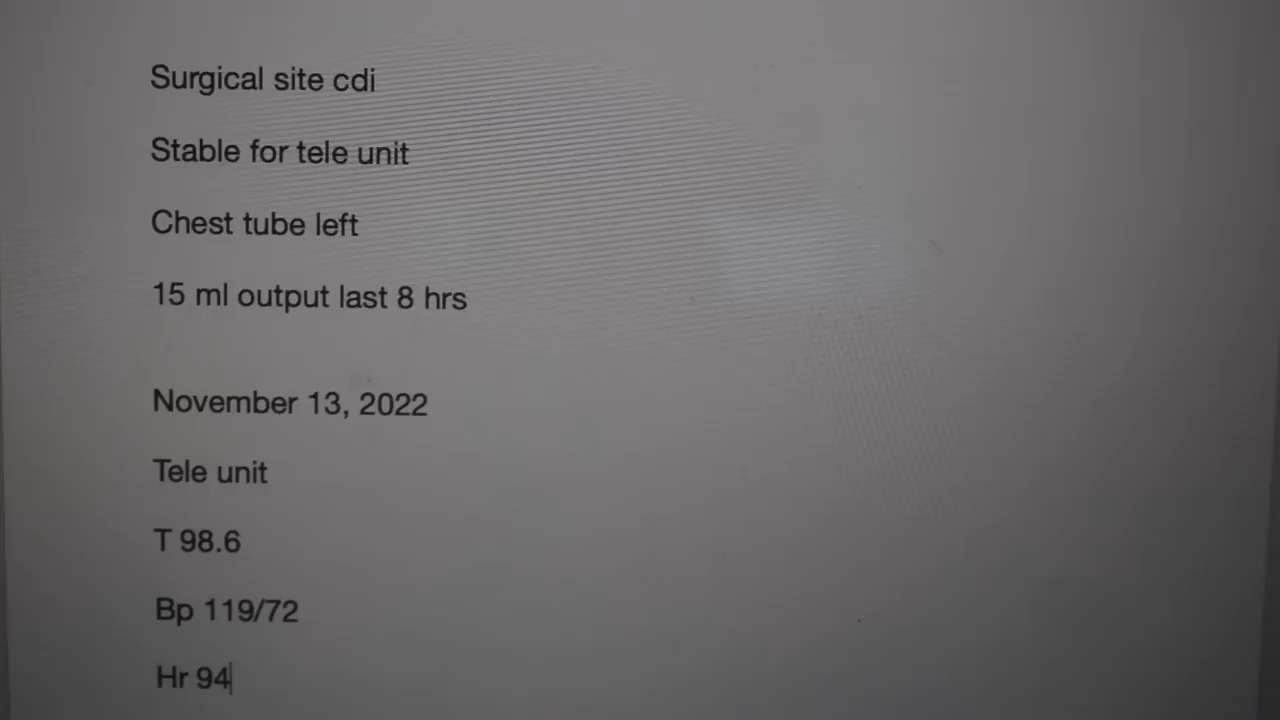 Surgical site cdi
Stable for tele unit
Chest tube left
15 ml output last 8 hrs
November 13, 2022
Tele unit
T 98.6
Bp 119/72
Hr 94